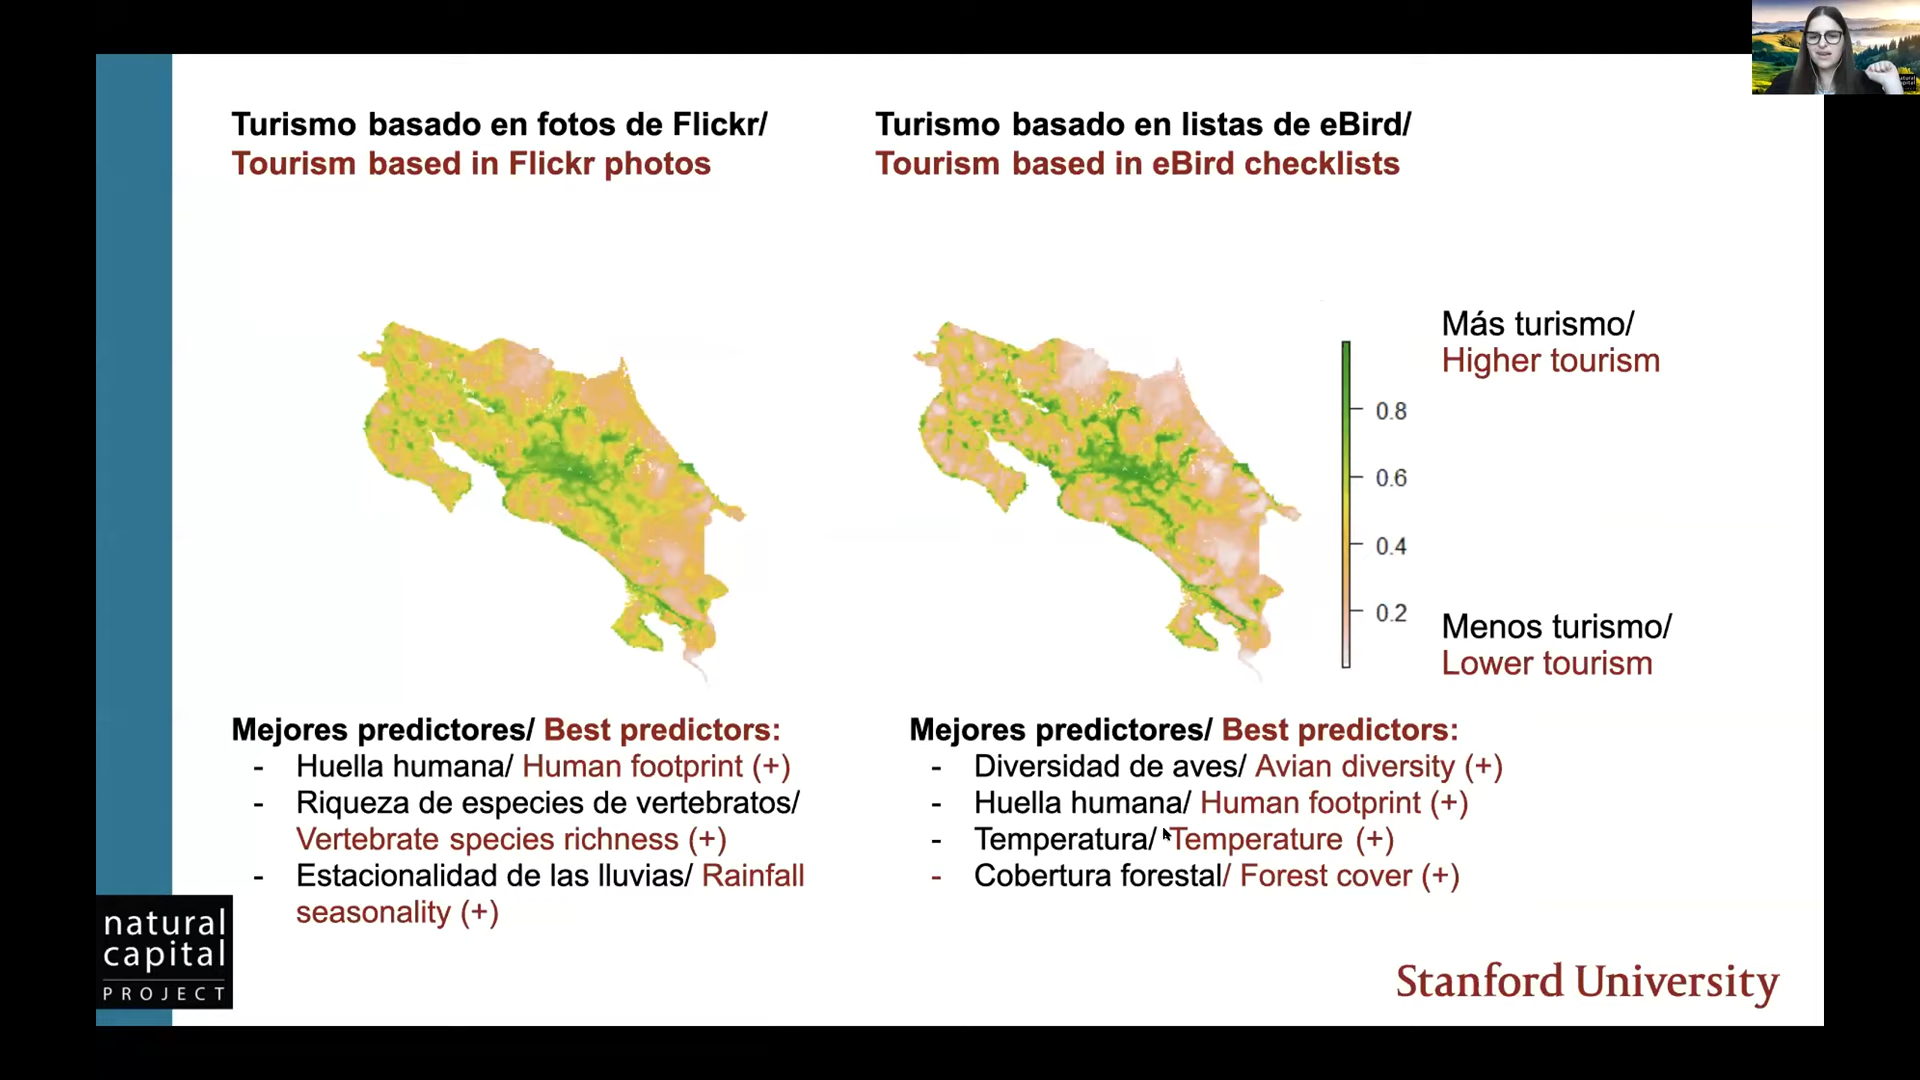 Turismo basado en fotos de Flickr/
Tourism based in Flickr photos
Turismo basado en listas de eBird/
Tourism based in eBird checklists
Más turismo/
Higher tourism
0.8
0.6
0.4
0.2
Menos turismo/
Lower tourism
Mejores predictores/ Best predictors:
- Huella humana/ Human footprint (+)
- Riqueza de especies de vertebratos/
Vertebrate species richness (+)
- Estacionalidad de las lluvias/ Rainfall
seasonality (+)
Mejores predictores/ Best predictors:
- Diversidad de aves/ Avian diversity (+)
- Huella humana/ Human footprint (+)
- Temperatura/ Temperature (+)
- Cobertura forestal/ Forest cover (+)
natural
capital
PROJECT
Stanford University